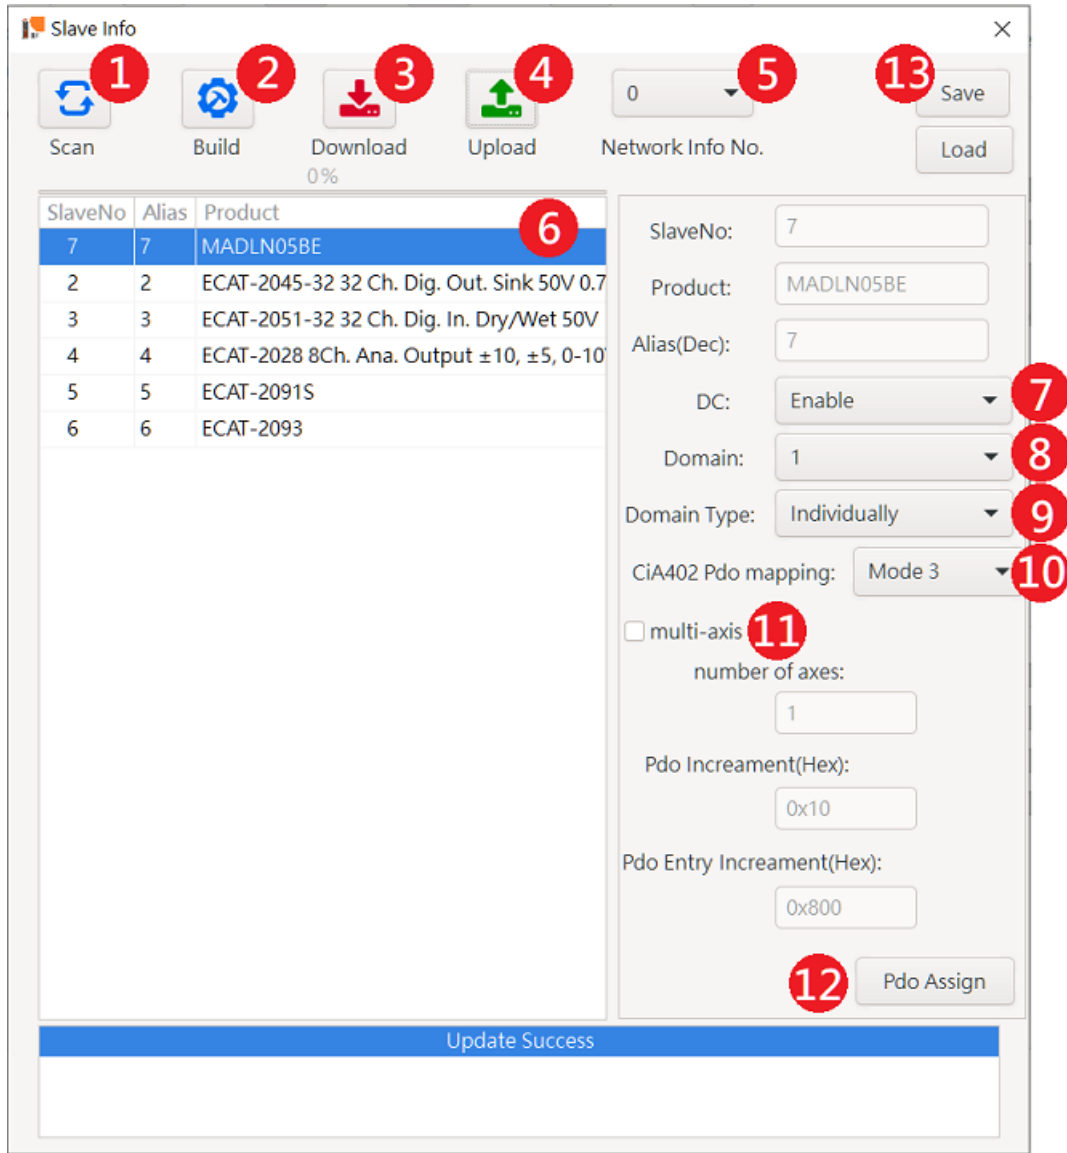 Slave Info
1 2 3 4 0 5 13 Save
Scan Build Download Upload Network Info No. Load
0%
SlaveNo Alias Product
6
7 7 MADLN05BE
2 2 ECAT-2045-32 32 Ch. Dig. Out. Sink 50V 0.7
3 3 ECAT-2051-32 32 Ch. Dig. In. Dry/Wet 50V
4 4 ECAT-2028 8Ch. Ana. Output ±10, ±5, 0-10
5 5 ECAT-2091S
6 6 ECAT-2093
SlaveNo: 7
Product: MADLN05BE
Alias(Dec): 7
DC: Enable 7
Domain: 1 8
Domain Type: Individually 9
CiA402 Pdo mapping: Mode 3 10
multi-axis 11
number of axes:
1
Pdo Increament(Hex):
0x10
Pdo Entry Increament(Hex):
0x800
12 Pdo Assign
Update Success